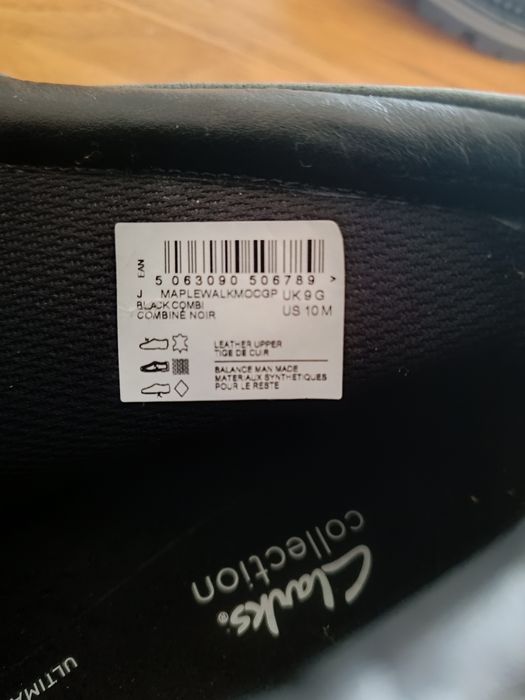 EAN
5 063090 506789 >
J MAPLEWALKMOCGP UK 9 G
BLACK COMBI US 10 M
COMBINÉ NOIR
LEATHER UPPER
TIGE DE CUIR
BALANCE MAN MADE
MATERIAUX SYNTHETIQUES
POUR LE RESTE
Clarks®
collection